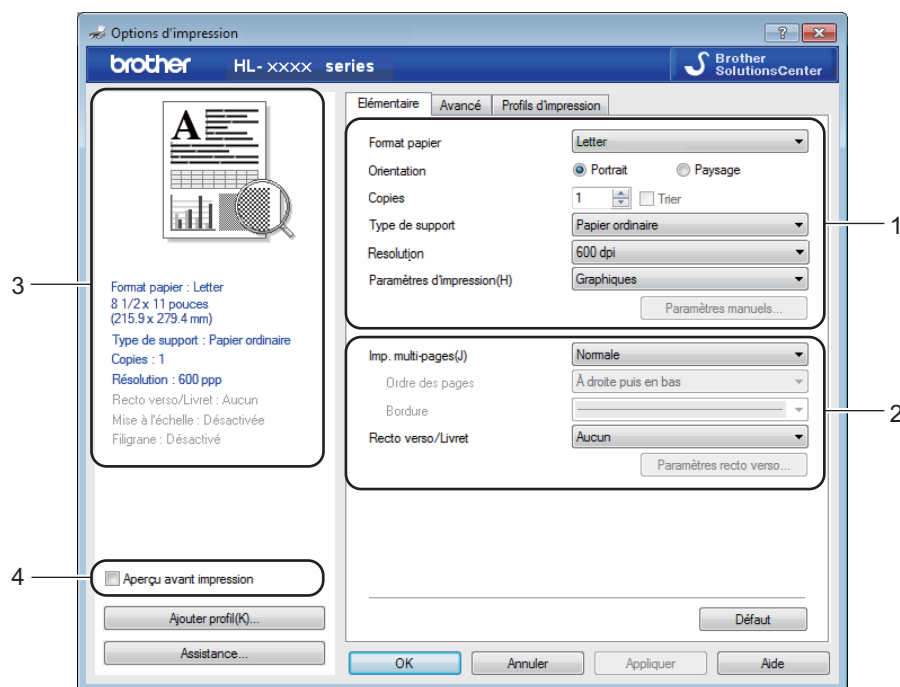 Options d'impression
brother HL-xxxx series
Brother
SolutionsCenter
Elémentaire Avancé Profils d'impression
A
Format papier Letter
Orientation Portrait Paysage
Copies 1 Trier
Type de support Papier ordinaire
Resolution 600 dpi
Paramètres d'impression(H) Graphiques
Paramètres manuels...
1
Imp. multi-pages(J) Normale
Ordre des pages À droite puis en bas
Bordure
Recto verso/Livret Aucun
Paramètres recto verso...
2
3
Format papier : Letter
8 1/2 x 11 pouces
(215.9 x 279.4 mm)
Type de support : Papier ordinaire
Copies : 1
Résolution : 600 ppp
Recto verso/Livret : Aucun
Mise à l'échelle : Désactivée
Filigrane : Désactivé
4
Aperçu avant impression
Ajouter profil(K)...
Assistance...
Défaut
OK Annuler Appliquer Aide